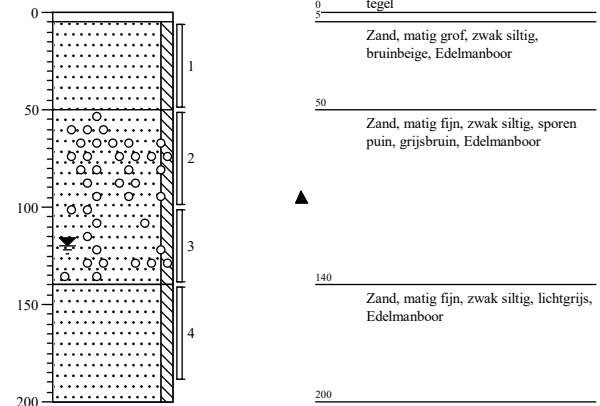 0
50
100
150
200
1
2
3
4
0
tegel
5
Zand, matig grof, zwak siltig,
bruinbeige, Edelmanboor
50
Zand, matig fijn, zwak siltig, sporen
puin, grijsbruin, Edelmanboor
140
Zand, matig fijn, zwak siltig, lichtgrijs,
Edelmanboor
200